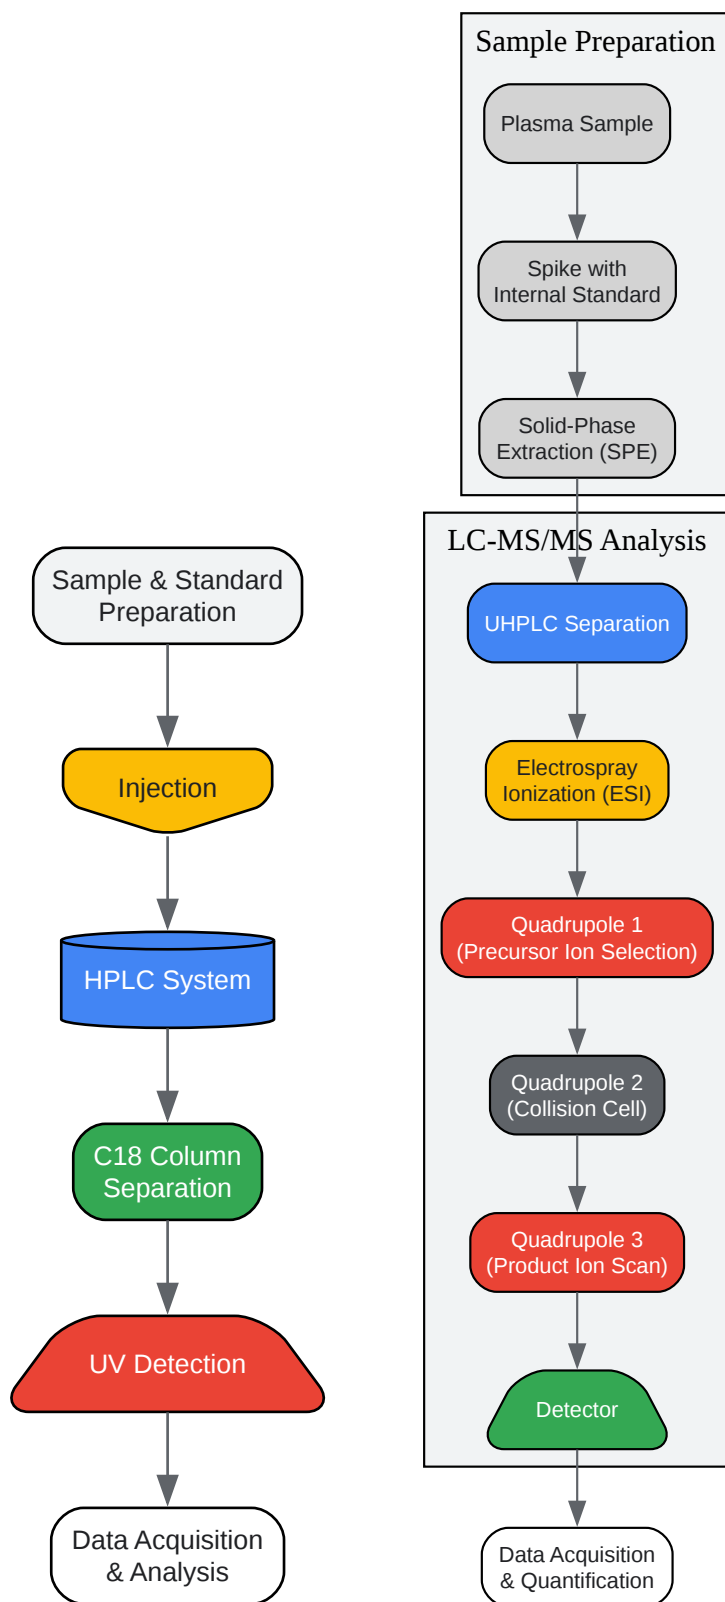 Sample & Standard
Preparation
Injection
HPLC System
C18 Column
Separation
UV Detection
Data Acquisition
& Analysis
Sample Preparation
Plasma Sample
Spike with
Internal Standard
Solid-Phase
Extraction (SPE)
LC-MS/MS Analysis
UHPLC Separation
Electrospray
Ionization (ESI)
Quadrupole 1
(Precursor Ion Selection)
Quadrupole 2
(Collision Cell)
Quadrupole 3
(Product Ion Scan)
Detector
Data Acquisition
& Quantification